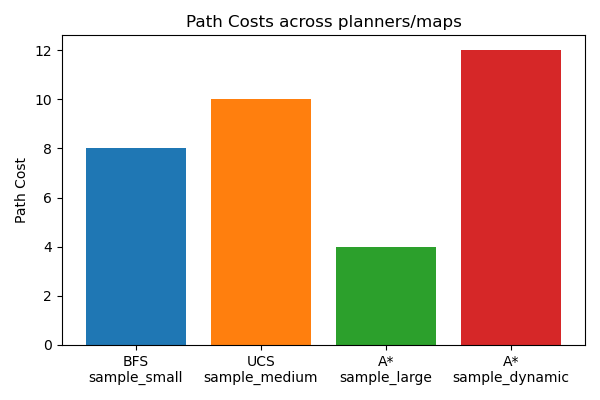 Path Costs across planners/maps
Path Cost
12
10
8
6
4
2
0
BFS
sample_small
UCS
sample_medium
A*
sample_large
A*
sample_dynamic